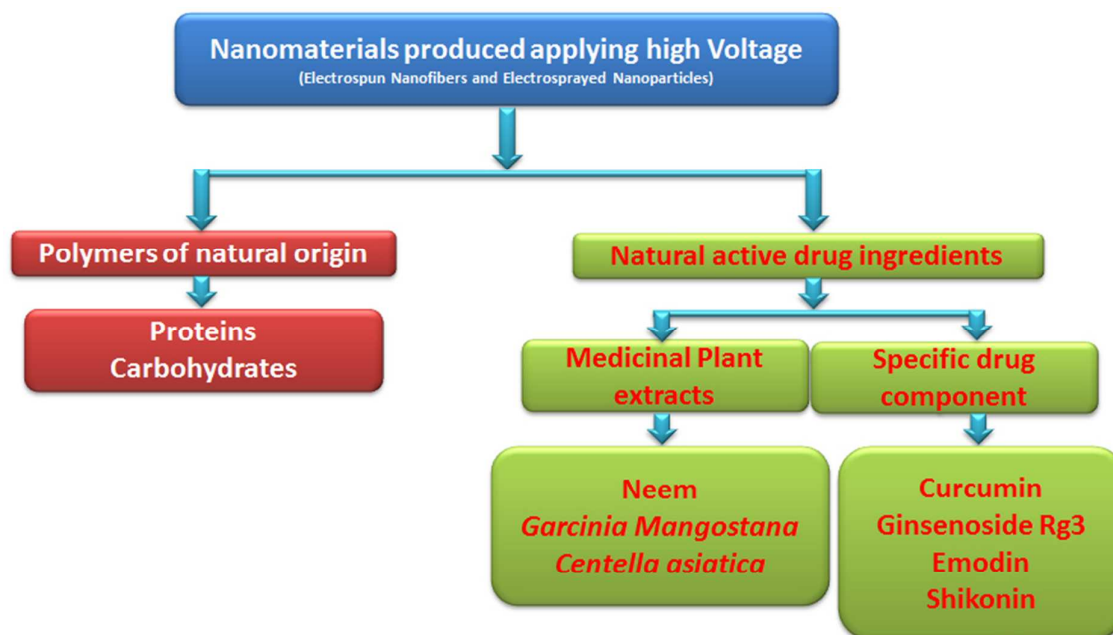 Nanomaterials produced applying high Voltage
(Electrospun Nanofibers and Electrosprayed Nanoparticles)
Polymers of natural origin
Natural active drug ingredients
Proteins
Carbohydrates
Medicinal Plant
extracts
Specific drug
component
Neem
Garcinia Mangostana
Centella asiatica
Curcumin
Ginsenoside Rg3
Emodin
Shikonin